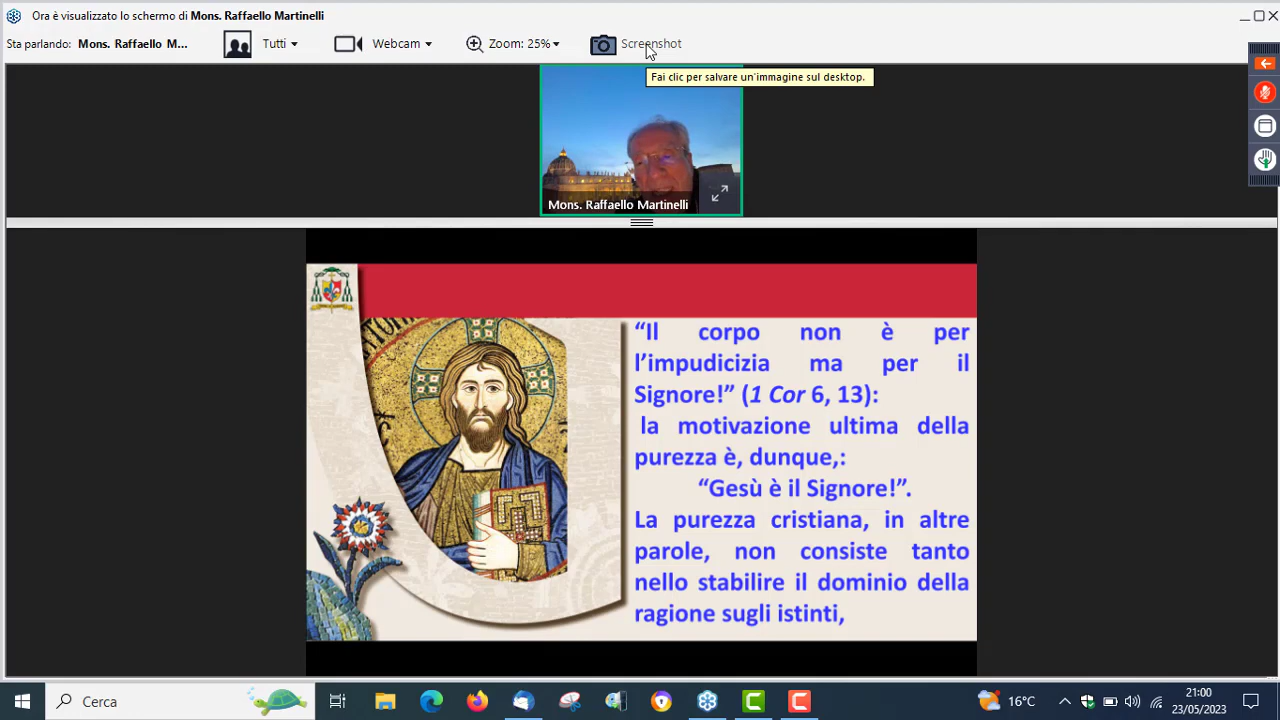 Ora è visualizzato lo schermo di Mons. Raffaello Martinelli
Sta parlando: Mons. Raffaello M... Tutti Webcam Zoom: 25% Screenshot
Fai clic per salvare un'immagine sul desktop.
Mons. Raffaello Martinelli
“Il corpo non è per
l’impudicizia ma per il
Signore!” (1 Cor 6, 13):
la motivazione ultima della
purezza è, dunque,:
“Gesù è il Signore!”.
La purezza cristiana, in altre
parole, non consiste tanto
nello stabilire il dominio della
ragione sugli istinti,
Cerca
16°C
21:00
23/05/2023